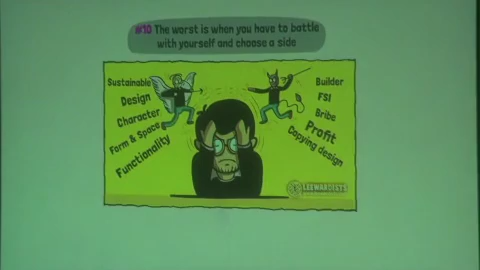 #10 The worst is when you have to battle
with yourself and choose a side
Sustainable
Design
Character
Form & Space
Functionality
Builder
FSI
Bribe
Profit
Copying design
LEEWARDISTS